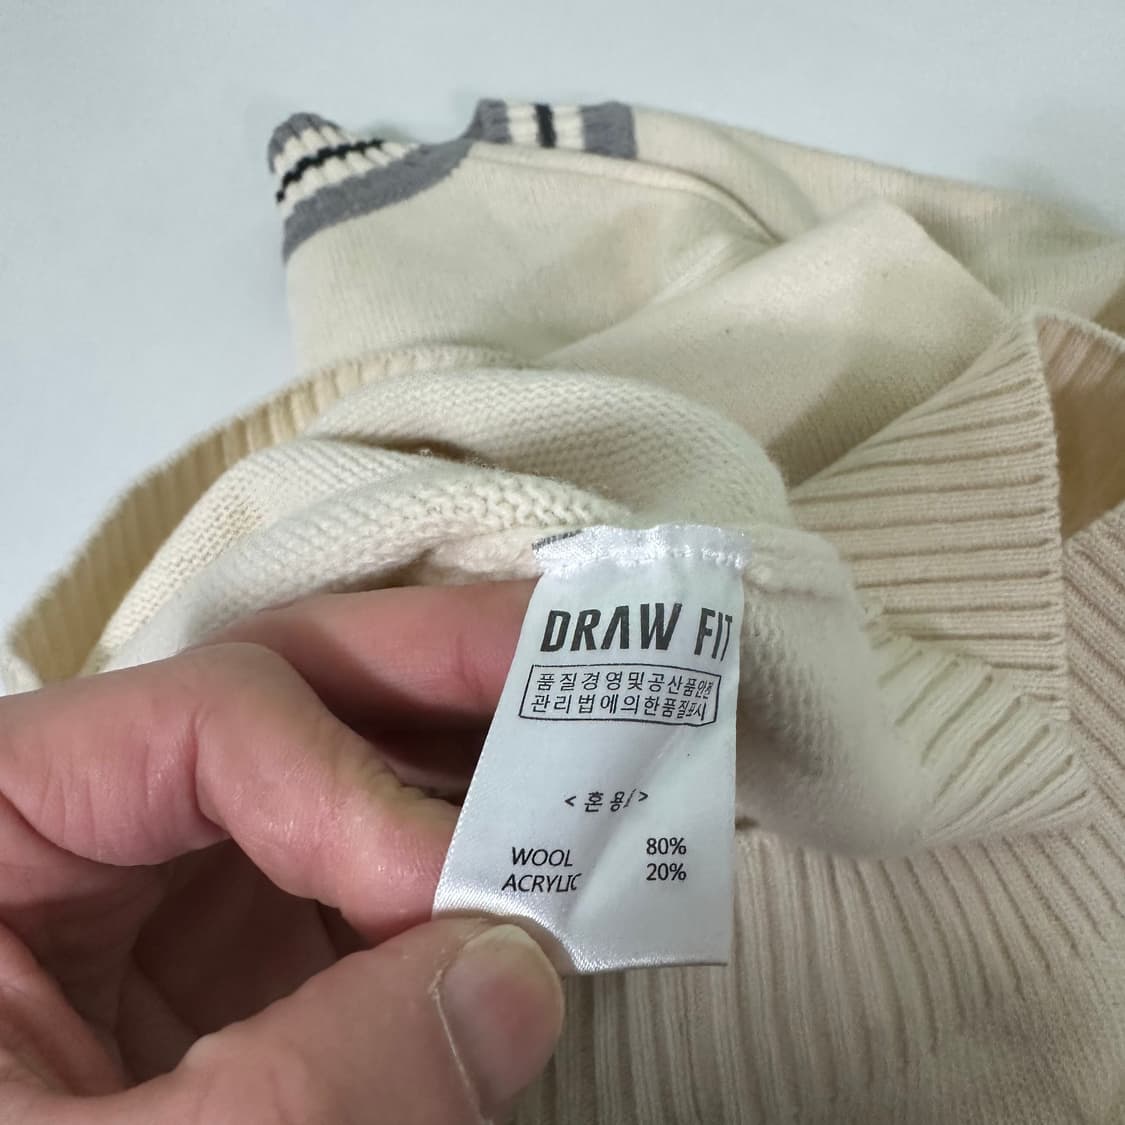 DRAW FIT
품질경영및공산품안전
관리법에의한품질표시
< 혼용 >
WOOL 80%
ACRYLIC 20%